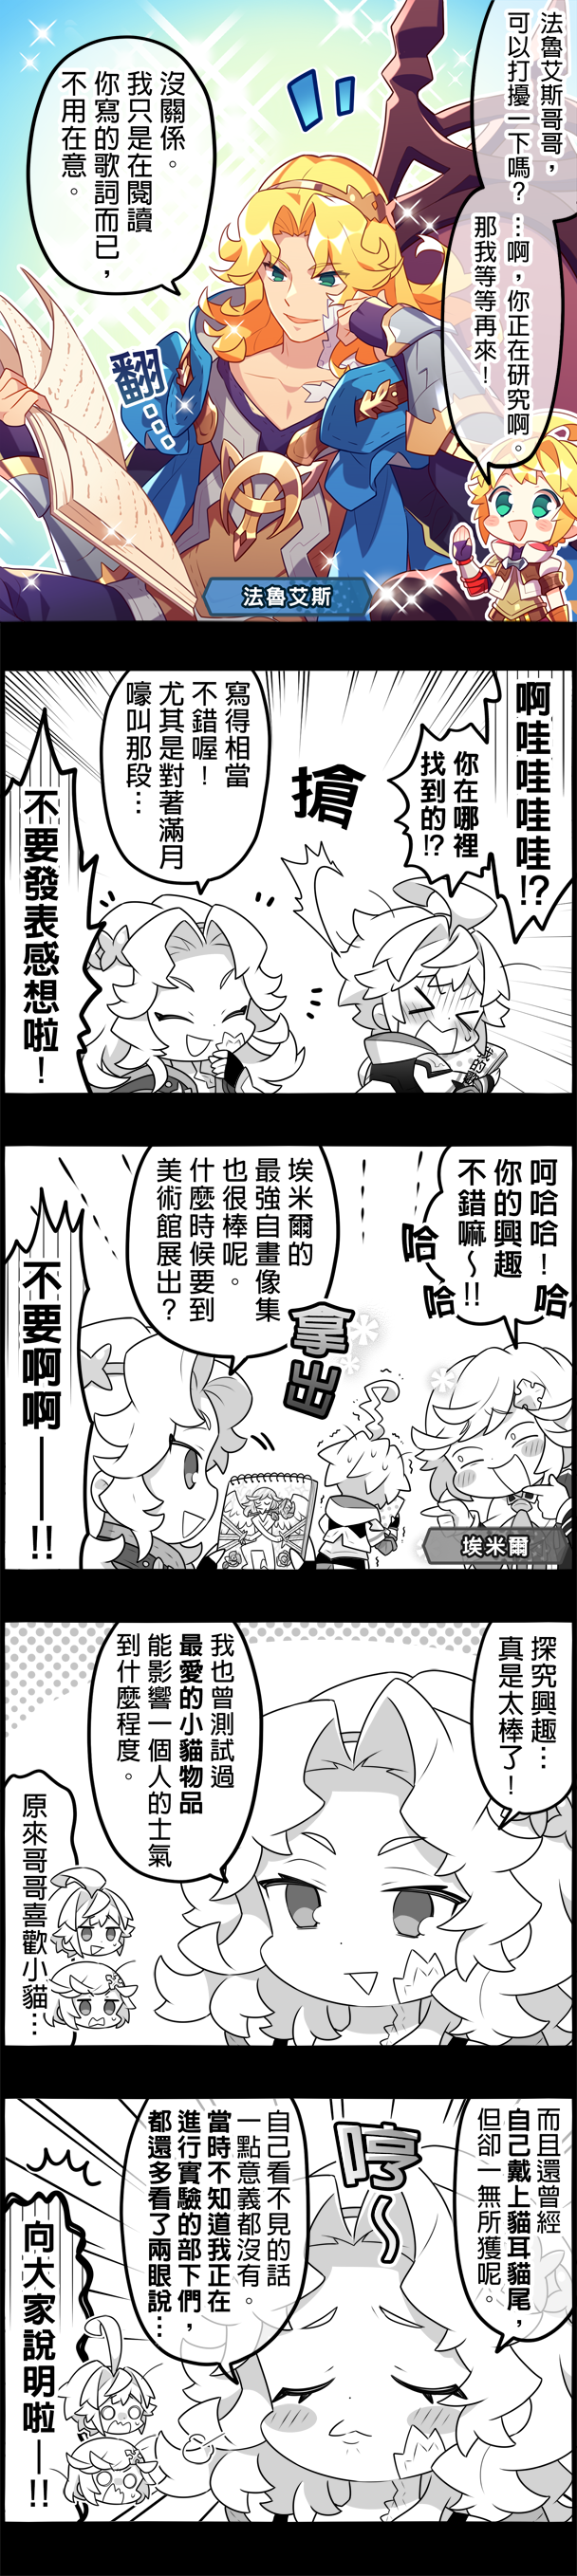 法魯艾斯哥哥，
可以打擾一下嗎？…啊，你正在研究啊。
那我等等再來！
沒關係。
我只是在閱讀
你寫的歌詞而已，
不用在意。
翻…
法魯艾斯
啊哇哇哇哇!?
你在哪裡
找到的!?
搶
寫得相當
不錯喔！
尤其是對著滿月
嚎叫那段…
不要發表感想啦！
呵哈哈！
你的興趣
不錯嘛～!!
哈
哈
哈
埃米爾的
最強自畫像集
也很棒呢。
什麼時候要到
美術館展出？
拿出
埃米爾
不要啊啊——!!
探究興趣…
真是太棒了！
我也曾測試過
最愛的小貓物品
能影響一個人的士氣
到什麼程度。
原來哥哥喜歡小貓…
而且還曾經
自己戴上貓耳貓尾，
但卻一無所獲呢。
哼～
自己看不見的話
一點意義都沒有。
當時不知道我正在
進行實驗的部下們，
都還多看了兩眼說…
向大家說明啦—!!